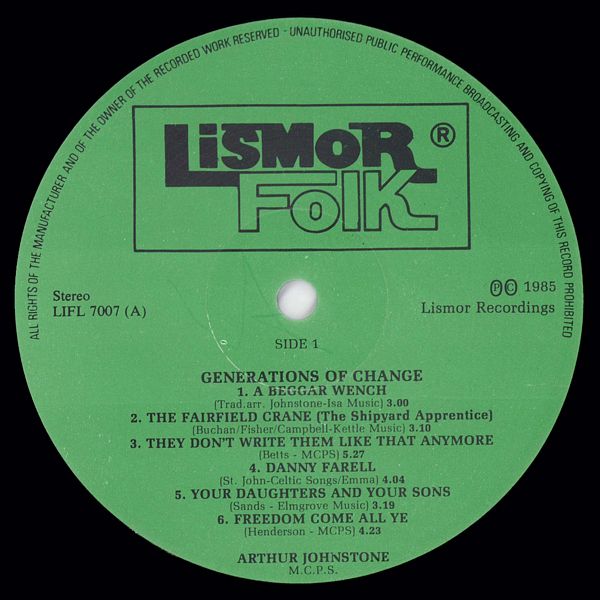 ALL RIGHTS OF THE MANUFACTURER AND OF THE OWNER OF THE RECORDED WORK RESERVED - UNAUTHORISED PUBLIC PERFORMANCE BROADCASTING AND COPYING OF THIS RECORD PROHIBITED
LiSMOR ®
FOlK
Stereo
LIFL 7007 (A)
ⓅⒸ 1985
Lismor Recordings
SIDE 1
GENERATIONS OF CHANGE
1. A BEGGAR WENCH
(Trad.arr. Johnstone-Isa Music) 3.00
2. THE FAIRFIELD CRANE (The Shipyard Apprentice)
(Buchan/Fisher/Campbell-Kettle Music) 3.10
3. THEY DON'T WRITE THEM LIKE THAT ANYMORE
(Betts - MCPS) 5.27
4. DANNY FARELL
(St. John-Celtic Songs/Emma) 4.04
5. YOUR DAUGHTERS AND YOUR SONS
(Sands - Elmgrove Music) 3.19
6. FREEDOM COME ALL YE
(Henderson - MCPS) 4.23
ARTHUR JOHNSTONE
M.C.P.S.